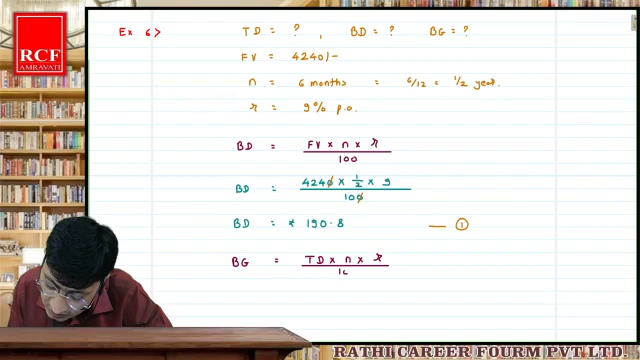 RCF
AMRAVATI
Ex 6>
TD = ? , BD = ? BG = ?
FV = 4240/-
n = 6 months = 6/12 = 1/2 year.
r = 9% p.a.
BD = FV × n × r
100
BD = 4240 × 1/2 × 9
100
BD = ₹ 190.8 — ①
BG = TD × n × r
10
RATHI CAREER FOURM PVT LTD